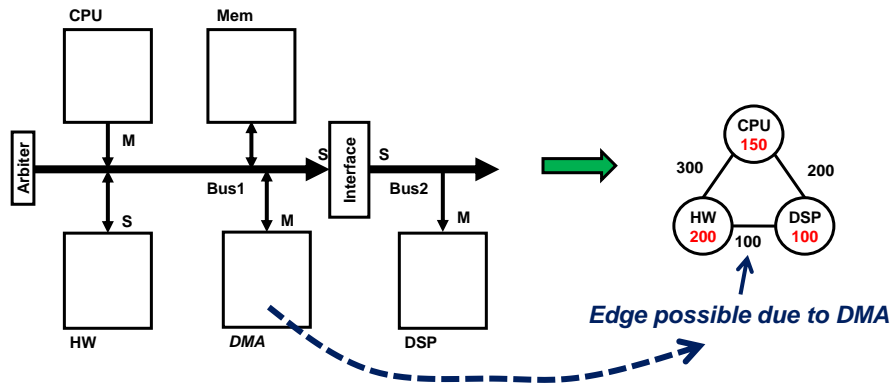 CPU
Mem
M
Arbiter
S
Interface
S
Bus1
Bus2
S
M
M
HW
DMA
DSP
CPU
150
300
200
HW
200
100
DSP
100
Edge possible due to DMA